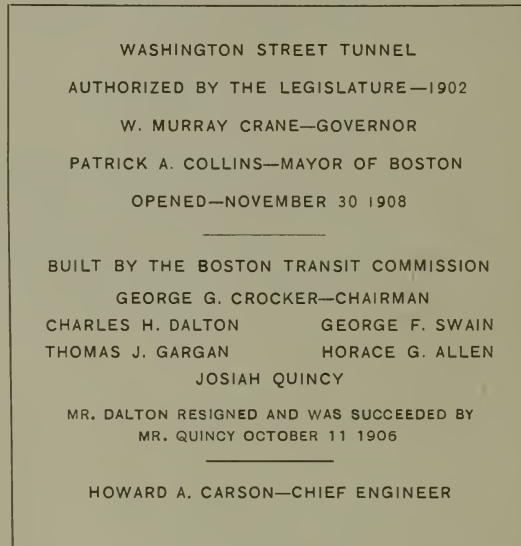 WASHINGTON STREET TUNNEL
AUTHORIZED BY THE LEGISLATURE—1902
W. MURRAY CRANE—GOVERNOR
PATRICK A. COLLINS—MAYOR OF BOSTON
OPENED—NOVEMBER 30 1908
BUILT BY THE BOSTON TRANSIT COMMISSION
GEORGE G. CROCKER—CHAIRMAN
CHARLES H. DALTON GEORGE F. SWAIN
THOMAS J. GARGAN HORACE G. ALLEN
JOSIAH QUINCY
MR. DALTON RESIGNED AND WAS SUCCEEDED BY
MR. QUINCY OCTOBER 11 1906
HOWARD A. CARSON—CHIEF ENGINEER